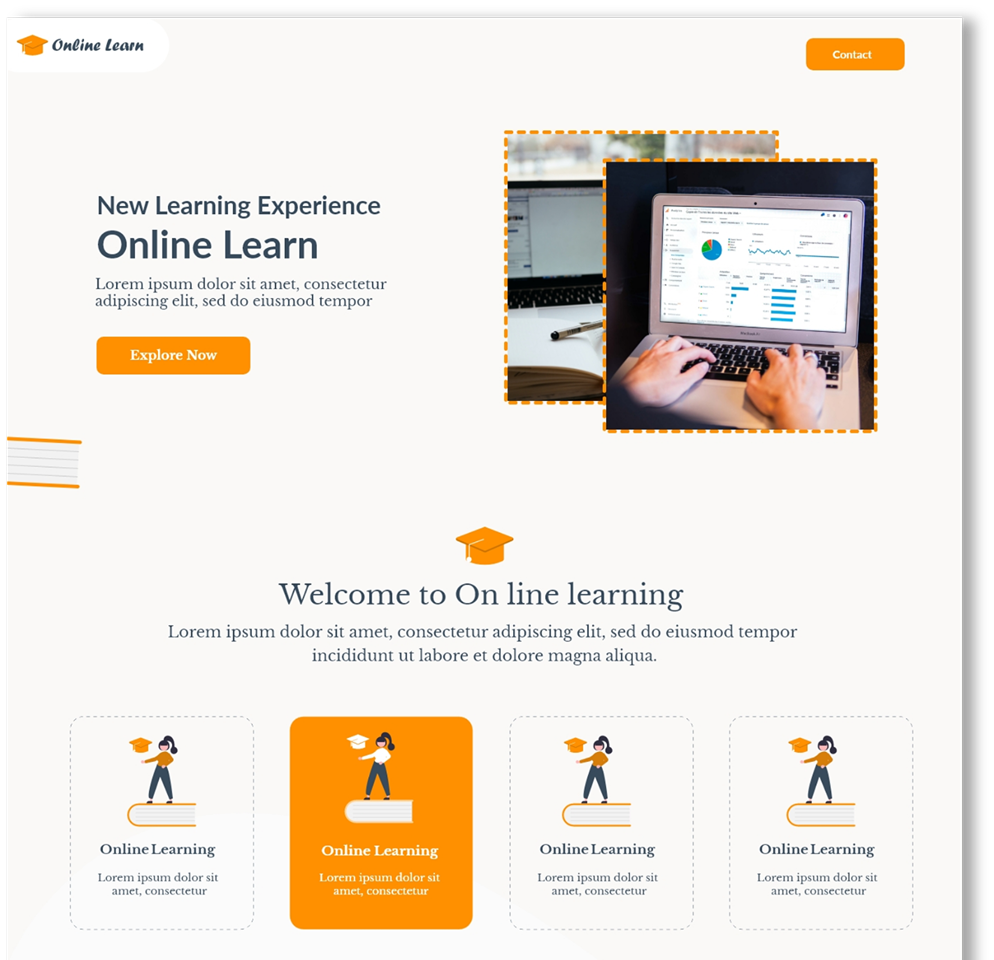 Online Learn
Contact
New Learning Experience
Online Learn
Lorem ipsum dolor sit amet, consectetur
adipiscing elit, sed do eiusmod tempor
Explore Now
Welcome to On line learning
Lorem ipsum dolor sit amet, consectetur adipiscing elit, sed do eiusmod tempor
incididunt ut labore et dolore magna aliqua.
Online Learning
Lorem ipsum dolor sit
amet, consectetur
Online Learning
Lorem ipsum dolor sit
amet, consectetur
Online Learning
Lorem ipsum dolor sit
amet, consectetur
Online Learning
Lorem ipsum dolor sit
amet, consectetur